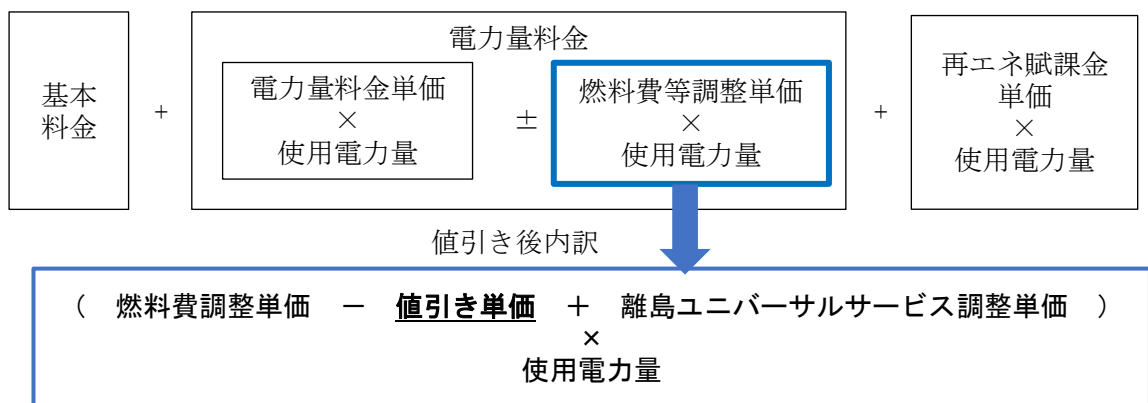 基本
料金
+
電力量料金
電力量料金単価
×
使用電力量
±
燃料費等調整単価
×
使用電力量
+
再エネ賦課金
単価
×
使用電力量
値引き後内訳
( 燃料費調整単価 － 値引き単価 ＋ 離島ユニバーサルサービス調整単価 )
×
使用電力量